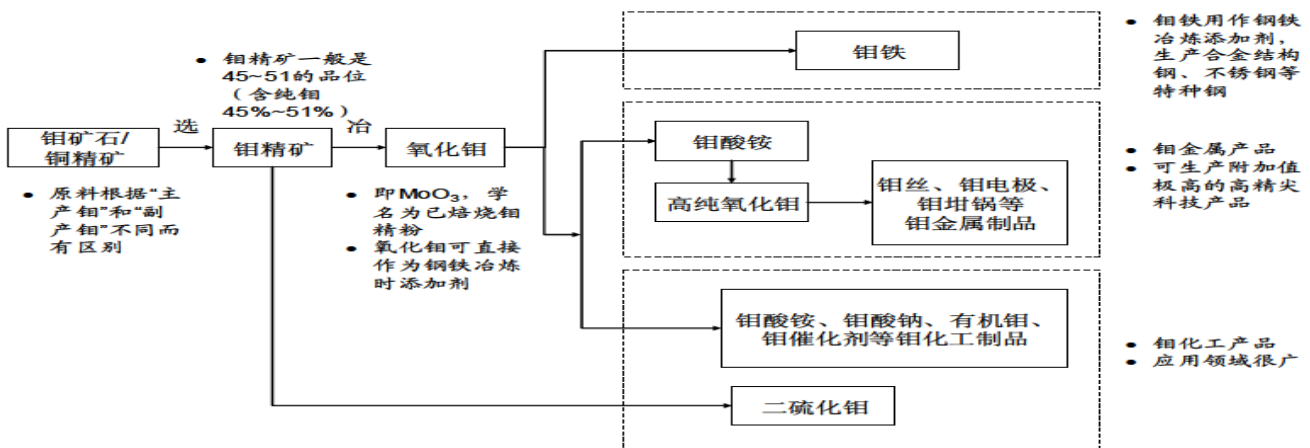 钼矿石/
铜精矿
原料根据“主
产钼”和“副
产钼”不同而
有区别
选
钼精矿一般是
45~51的品位
（含纯钼
45%~51%）
钼精矿
冶
氧化钼
即MoO₃，学
名为已焙烧钼
精粉
氧化钼可直接
作为钢铁冶炼
时添加剂
钼铁
钼铁用作钢铁
冶炼添加剂，
生产合金结构
钢、不锈钢等
特种钢
钼酸铵
高纯氧化钼
钼丝、钼电极、
钼坩锅等
钼金属制品
钼金属产品
可生产附加值
极高的高精尖
科技产品
钼酸铵、钼酸钠、有机钼、
钼催化剂等钼化工制品
二硫化钼
钼化工产品
应用领域很广